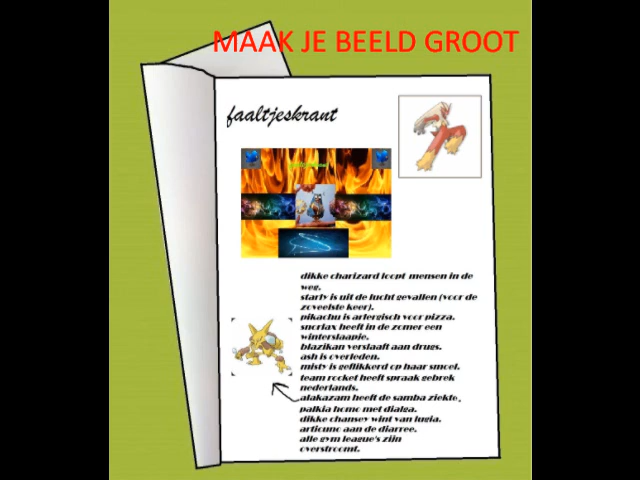 MAAK JE BEELD GROOT
faaltjeskrant
dikke charizard loopt mensen in de
weg.
starly is uit de lucht gevallen (voor de
zoveelste keer).
pikachu is arlergisch voor pizza.
snorlax heeft in de zomer een
winterslaapje.
blazikan verslaaft aan drugs.
ash is overleden.
misty is geflikkerd op haar smoel.
team rocket heeft spraak gebrek
nederlands.
alakazam heeft de samba ziekte.
palkia homo met dialga.
dikke chansey wint van lugia.
articuno aan de diarree.
alle gym league's zijn
overstroomt.